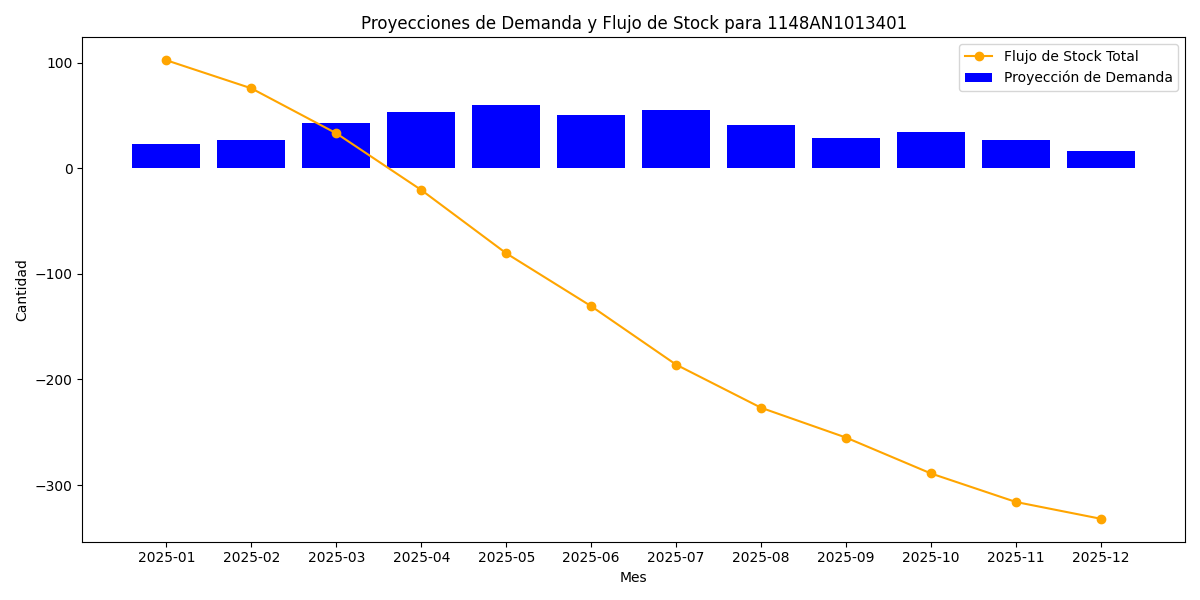 Proyecciones de Demanda y Flujo de Stock para 1148AN1013401
Flujo de Stock Total
Proyección de Demanda
100
0
−100
−200
−300
Cantidad
2025-01 2025-02 2025-03 2025-04 2025-05 2025-06 2025-07 2025-08 2025-09 2025-10 2025-11 2025-12
Mes